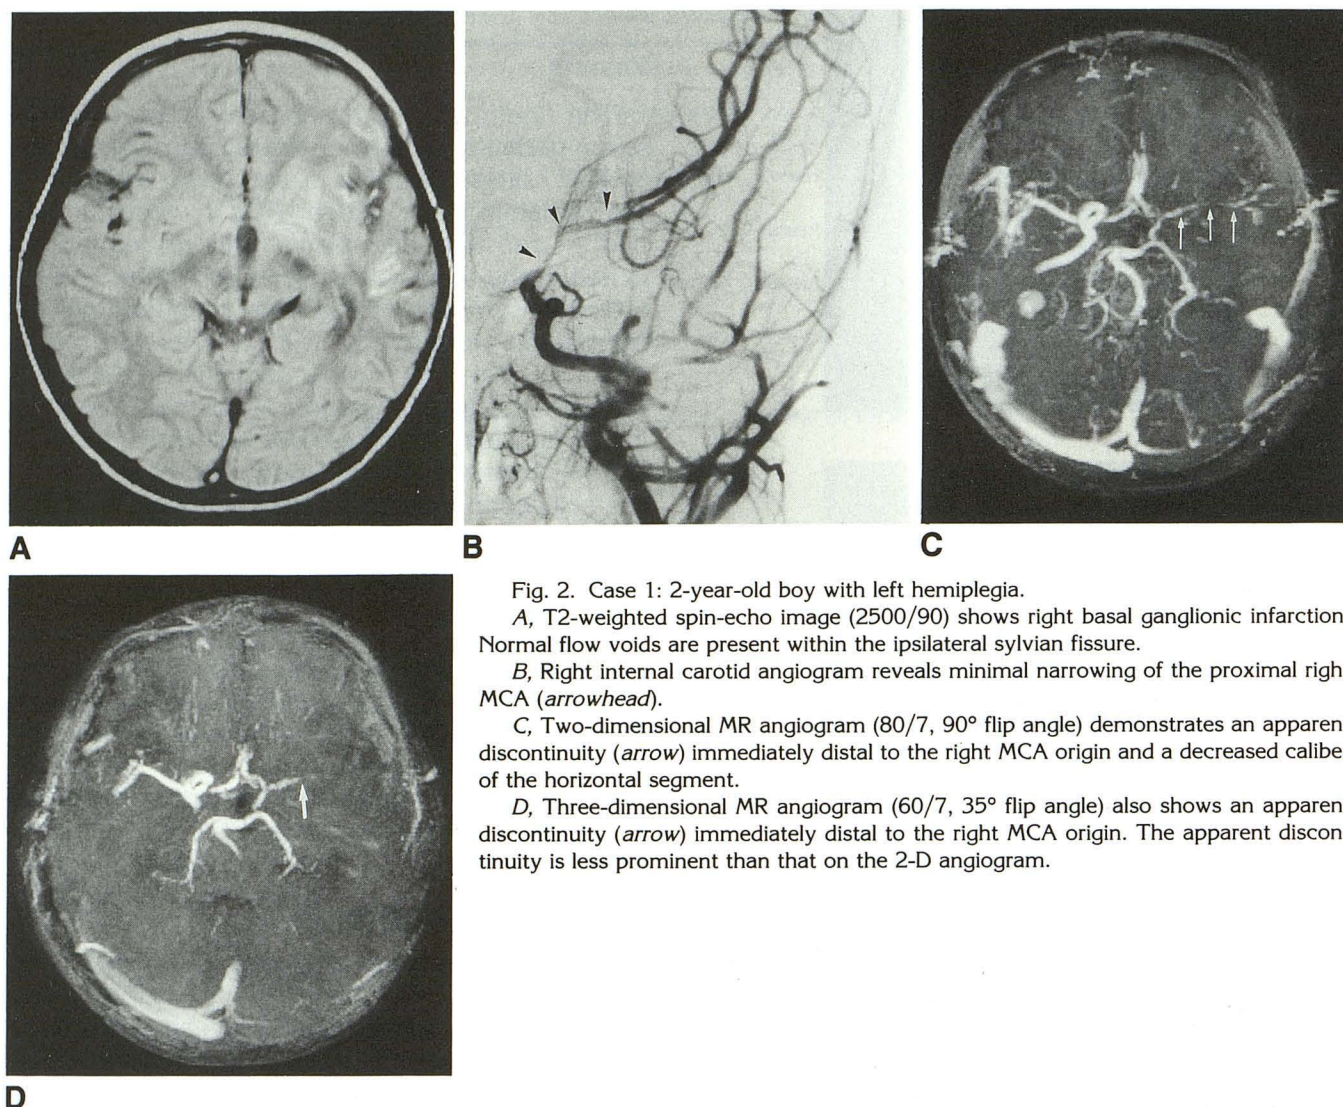 A
B
C
D
Fig. 2. Case 1: 2-year-old boy with left hemiplegia.
A, T2-weighted spin-echo image (2500/90) shows right basal ganglionic infarction
Normal flow voids are present within the ipsilateral sylvian fissure.
B, Right internal carotid angiogram reveals minimal narrowing of the proximal righ
MCA (arrowhead).
C, Two-dimensional MR angiogram (80/7, 90° flip angle) demonstrates an apparen
discontinuity (arrow) immediately distal to the right MCA origin and a decreased calibe
of the horizontal segment.
D, Three-dimensional MR angiogram (60/7, 35° flip angle) also shows an apparen
discontinuity (arrow) immediately distal to the right MCA origin. The apparent discon
tinuity is less prominent than that on the 2-D angiogram.